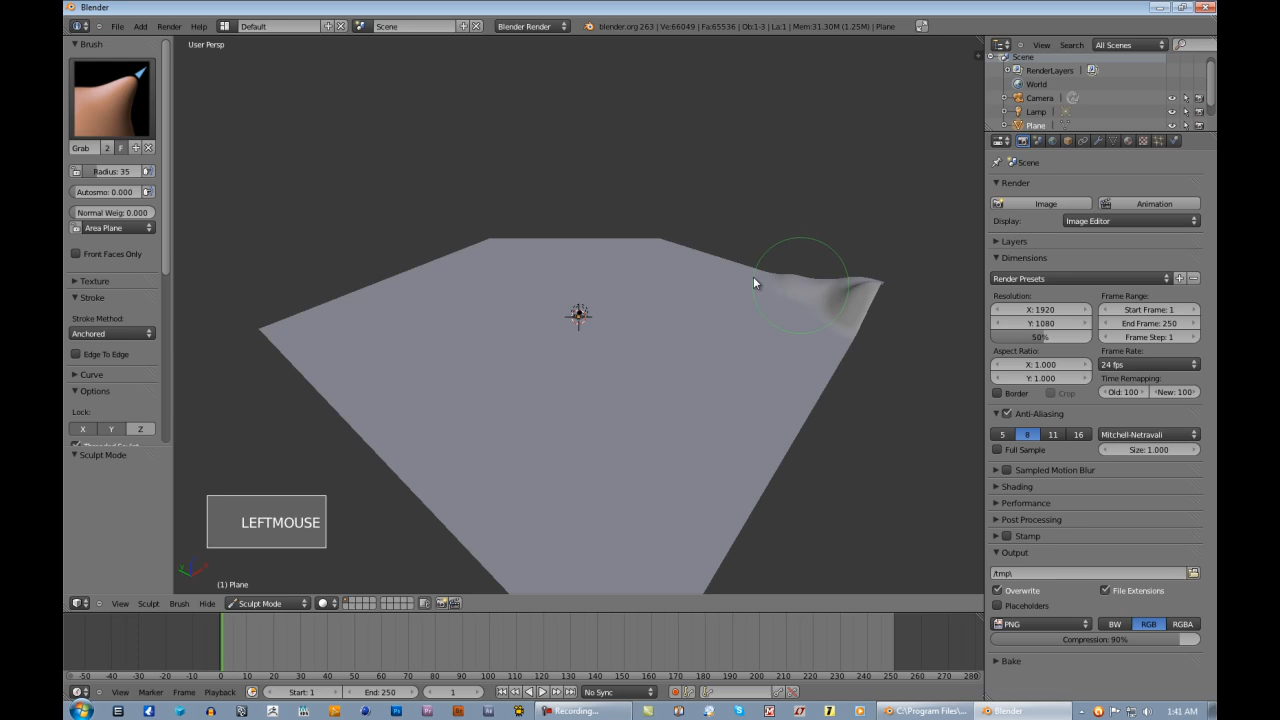 Blender
File Add Render Help Default Scene Blender Render blender.org 263 | Ve:66049 | Fa:65536 | Ob:1-3 | La:1 | Mem:31.30M (1.25M) | Plane
Brush
Grab 2 F
Radius: 35
Autosmo: 0.000
Normal Weig: 0.000
Area Plane
Front Faces Only
Texture
Stroke
Stroke Method:
Anchored
Edge To Edge
Curve
Options
Lock:
X Y Z
Threaded Sculpt
Sculpt Mode
User Persp
LEFTMOUSE
(1) Plane
View Sculpt Brush Hide Sculpt Mode
View Search All Scenes
Scene
RenderLayers
World
Camera
Lamp
Plane
Scene
Render
Image Animation
Display: Image Editor
Layers
Dimensions
Render Presets
Resolution: Frame Range:
X: 1920 Start Frame: 1
Y: 1080 End Frame: 250
50% Frame Step: 1
Aspect Ratio: Frame Rate:
X: 1.000 24 fps
Y: 1.000 Time Remapping:
Border Crop Old: 100 New: 100
Anti-Aliasing
5 8 11 16 Mitchell-Netravali
Full Sample Size: 1.000
Sampled Motion Blur
Shading
Performance
Post Processing
Stamp
Output
/tmp\
Overwrite File Extensions
Placeholders
PNG BW RGB RGBA
Compression: 90%
Bake
-50 -40 -30 -20 -10 0 10 20 30 40 50 60 70 80 90 100 110 120 130 140 150 160 170 180 190 200 210 220 230 240 250 260 270 280
View Marker Frame Playback Start: 1 End: 250 1 No Sync
Recording... C:\Program Files\... Blender 1:41 AM